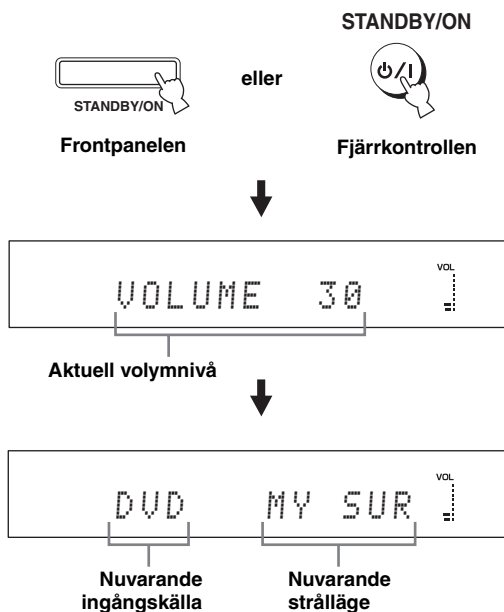 STANDBY/ON
STANDBY/ON
eller
⏻/I
Frontpanelen
Fjärrkontrollen
VOLUME 30
VOL
Aktuell volymnivå
DVD MY SUR
VOL
Nuvarande ingångskälla
Nuvarande strålläge